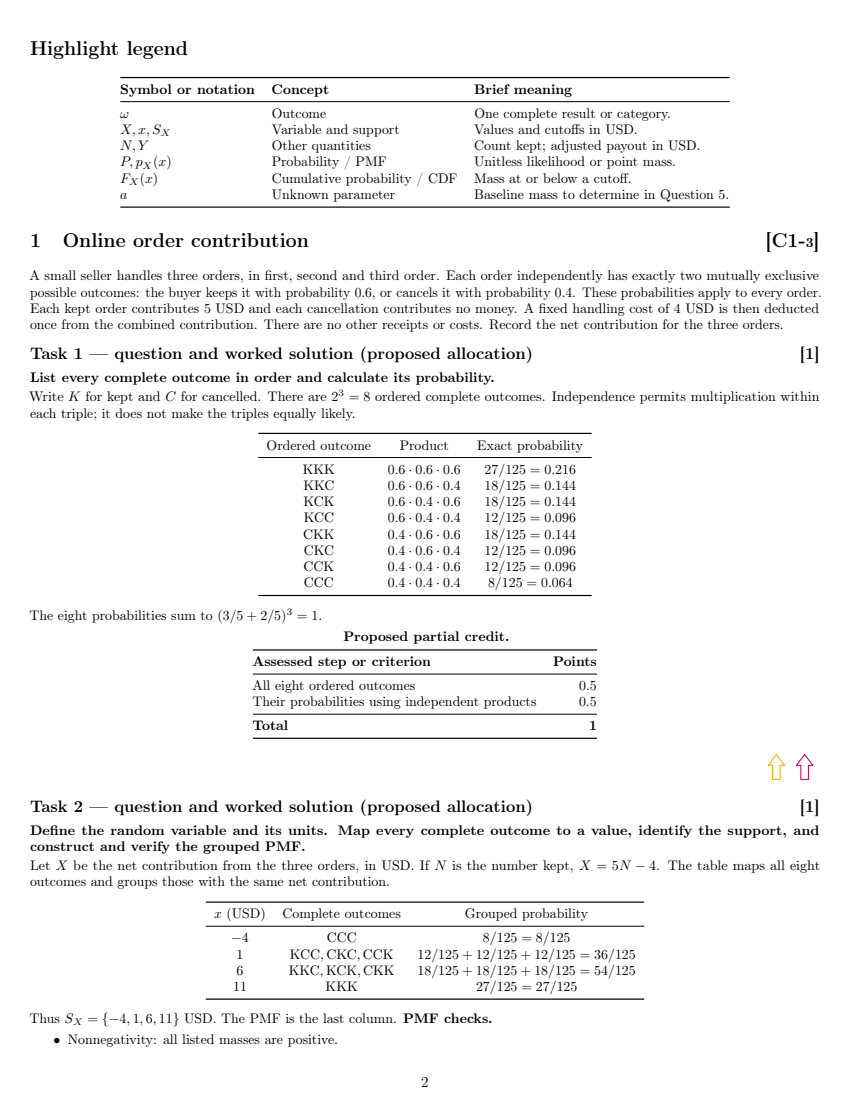 Highlight legend
Symbol or notation Concept Brief meaning
ω Outcome One complete result or category.
X, x, S_X Variable and support Values and cutoffs in USD.
N, Y Other quantities Count kept; adjusted payout in USD.
P, p_X(x) Probability / PMF Unitless likelihood or point mass.
F_X(x) Cumulative probability / CDF Mass at or below a cutoff.
a Unknown parameter Baseline mass to determine in Question 5.
1 Online order contribution [C1-3]
A small seller handles three orders, in first, second and third order. Each order independently has exactly two mutually exclusive
possible outcomes: the buyer keeps it with probability 0.6, or cancels it with probability 0.4. These probabilities apply to every order.
Each kept order contributes 5 USD and each cancellation contributes no money. A fixed handling cost of 4 USD is then deducted
once from the combined contribution. There are no other receipts or costs. Record the net contribution for the three orders.
Task 1 — question and worked solution (proposed allocation) [1]
List every complete outcome in order and calculate its probability.
Write K for kept and C for cancelled. There are 2³ = 8 ordered complete outcomes. Independence permits multiplication within
each triple; it does not make the triples equally likely.
Ordered outcome Product Exact probability
KKK 0.6 · 0.6 · 0.6 27/125 = 0.216
KKC 0.6 · 0.6 · 0.4 18/125 = 0.144
KCK 0.6 · 0.4 · 0.6 18/125 = 0.144
KCC 0.6 · 0.4 · 0.4 12/125 = 0.096
CKK 0.4 · 0.6 · 0.6 18/125 = 0.144
CKC 0.4 · 0.6 · 0.4 12/125 = 0.096
CCK 0.4 · 0.4 · 0.6 12/125 = 0.096
CCC 0.4 · 0.4 · 0.4 8/125 = 0.064
The eight probabilities sum to (3/5 + 2/5)³ = 1.
Proposed partial credit.
Assessed step or criterion Points
All eight ordered outcomes 0.5
Their probabilities using independent products 0.5
Total 1
Task 2 — question and worked solution (proposed allocation) [1]
Define the random variable and its units. Map every complete outcome to a value, identify the support, and
construct and verify the grouped PMF.
Let X be the net contribution from the three orders, in USD. If N is the number kept, X = 5N − 4. The table maps all eight
outcomes and groups those with the same net contribution.
x (USD) Complete outcomes Grouped probability
−4 CCC 8/125 = 8/125
1 KCC, CKC, CCK 12/125 + 12/125 + 12/125 = 36/125
6 KKC, KCK, CKK 18/125 + 18/125 + 18/125 = 54/125
11 KKK 27/125 = 27/125
Thus S_X = {−4, 1, 6, 11} USD. The PMF is the last column. PMF checks.
• Nonnegativity: all listed masses are positive.
2